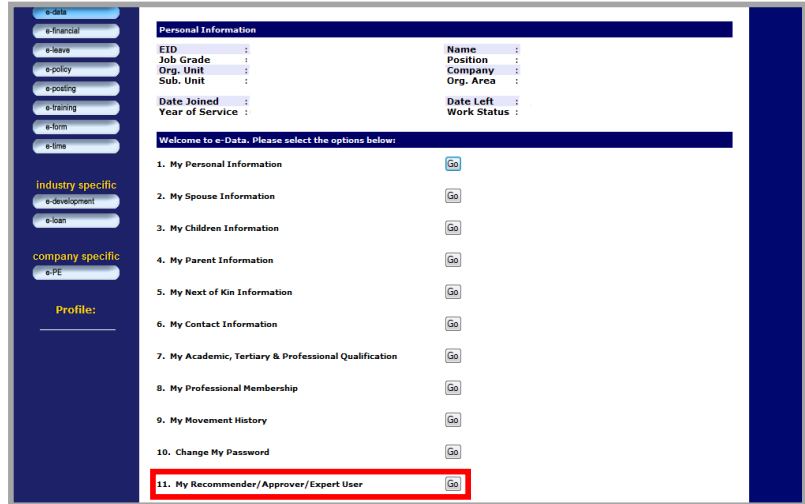 e-data
e-financial
e-leave
e-policy
e-posting
e-training
e-form
e-time
industry specific
e-development
e-loan
company specific
e-PE
Profile:
Personal Information
EID : Name :
Job Grade : Position :
Org. Unit : Company :
Sub. Unit : Org. Area :
Date Joined : Date Left :
Year of Service : Work Status :
Welcome to e-Data. Please select the options below:
1. My Personal Information Go
2. My Spouse Information Go
3. My Children Information Go
4. My Parent Information Go
5. My Next of Kin Information Go
6. My Contact Information Go
7. My Academic, Tertiary & Professional Qualification Go
8. My Professional Membership Go
9. My Movement History Go
10. Change My Password Go
11. My Recommender/Approver/Expert User Go